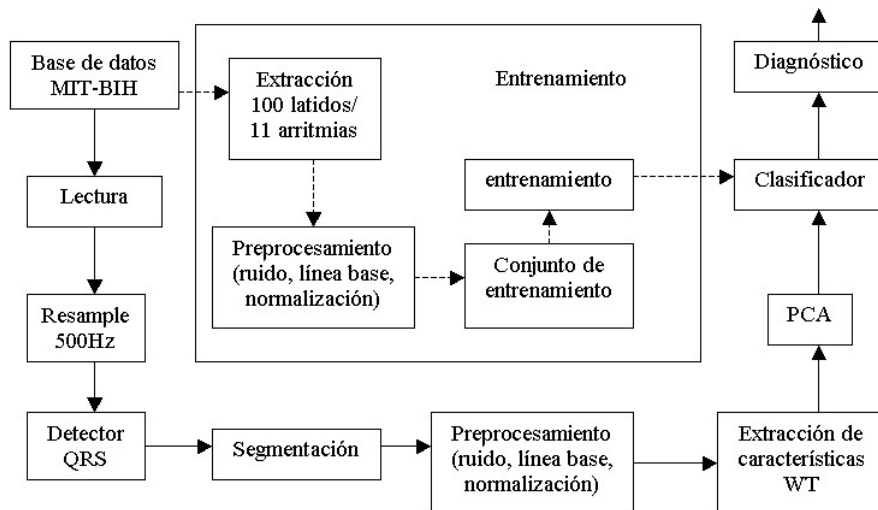 Base de datos
MIT-BIH
Extracción
100 latidos/
11 arritmias
Entrenamiento
Diagnóstico
Lectura
entrenamiento
Clasificador
Preprocesamiento
(ruido, línea base,
normalización)
Conjunto de
entrenamiento
Resample
500Hz
PCA
Detector
QRS
Segmentación
Preprocesamiento
(ruido, línea base,
normalización)
Extracción de
características
WT